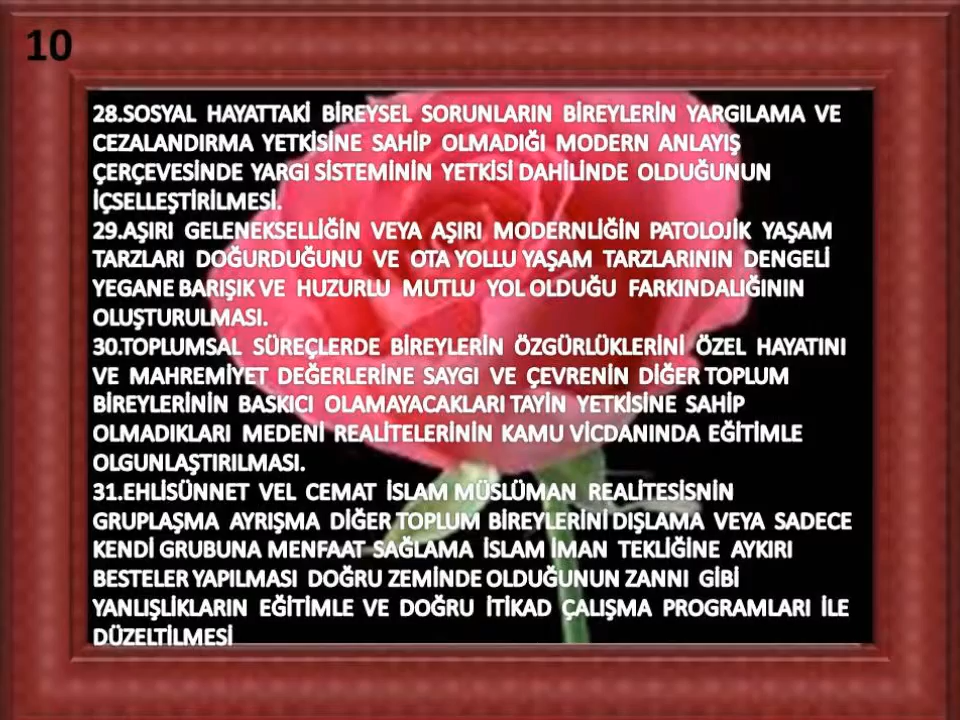 10
28.SOSYAL HAYATTAKİ BİREYSEL SORUNLARIN BİREYLERİN YARGILAMA VE
CEZALANDIRMA YETKİSİNE SAHİP OLMADIĞI MODERN ANLAYIŞ
ÇERÇEVESİNDE YARGI SİSTEMİNİN YETKİSİ DAHİLİNDE OLDUĞUNUN
İÇSELLEŞTİRİLMESİ.
29.AŞIRI GELENEKSELLİĞİN VEYA AŞIRI MODERNLİĞİN PATOLOJİK YAŞAM
TARZLARI DOĞURDUĞUNU VE OTA YOLLU YAŞAM TARZLARININ DENGELİ
YEGANE BARIŞIK VE HUZURLU MUTLU YOL OLDUĞU FARKINDALIĞININ
OLUŞTURULMASI.
30.TOPLUMSAL SÜREÇLERDE BİREYLERİN ÖZGÜRLÜKLERİNİ ÖZEL HAYATINI
VE MAHREMİYET DEĞERLERİNE SAYGI VE ÇEVRENİN DİĞER TOPLUM
BİREYLERİNİN BASKICI OLAMAYACAKLARI TAYİN YETKİSİNE SAHİP
OLMADIKLARI MEDENİ REALİTELERİNİN KAMU VİCDANINDA EĞİTİMLE
OLGUNLAŞTIRILMASI.
31.EHLİSÜNNET VEL CEMAT İSLAM MÜSLÜMAN REALİTESİSNİN
GRUPLAŞMA AYRIŞMA DİĞER TOPLUM BİREYLERİNİ DIŞLAMA VEYA SADECE
KENDİ GRUBUNA MENFAAT SAĞLAMA İSLAM İMAN TEKLİĞİNE AYKIRI
BESTELER YAPILMASI DOĞRU ZEMİNDE OLDUĞUNUN ZANNI GİBİ
YANLIŞLİKLARIN EĞİTİMLE VE DOĞRU İTİKAD ÇALIŞMA PROGRAMLARI İLE
DÜZELTİLMESİ